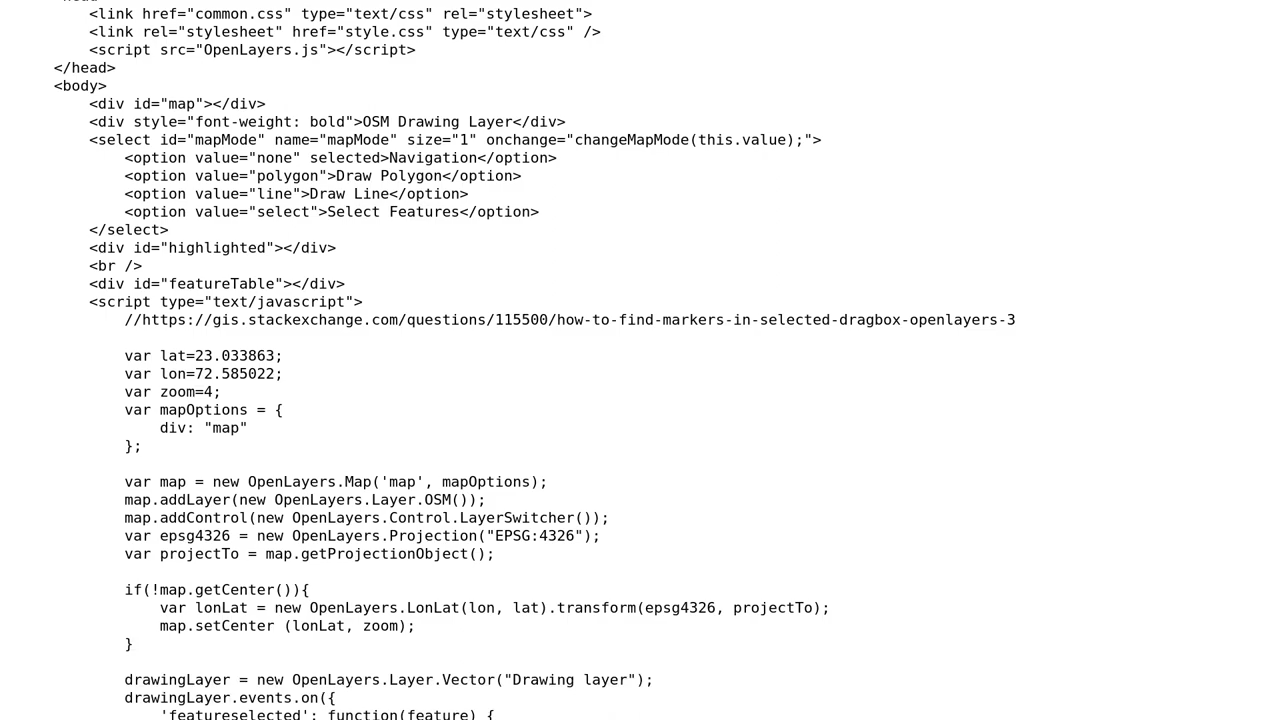 <link href="common.css" type="text/css" rel="stylesheet">
<link rel="stylesheet" href="style.css" type="text/css" />
<script src="OpenLayers.js"></script>
</head>
<body>
<div id="map"></div>
<div style="font-weight: bold">OSM Drawing Layer</div>
<select id="mapMode" name="mapMode" size="1" onchange="changeMapMode(this.value);">
<option value="none" selected>Navigation</option>
<option value="polygon">Draw Polygon</option>
<option value="line">Draw Line</option>
<option value="select">Select Features</option>
</select>
<div id="highlighted"></div>
<br />
<div id="featureTable"></div>
<script type="text/javascript">
//https://gis.stackexchange.com/questions/115500/how-to-find-markers-in-selected-dragbox-openlayers-3
var lat=23.033863;
var lon=72.585022;
var zoom=4;
var mapOptions = {
div: "map"
};
var map = new OpenLayers.Map('map', mapOptions);
map.addLayer(new OpenLayers.Layer.OSM());
map.addControl(new OpenLayers.Control.LayerSwitcher());
var epsg4326 = new OpenLayers.Projection("EPSG:4326");
var projectTo = map.getProjectionObject();
if(!map.getCenter()){
var lonLat = new OpenLayers.LonLat(lon, lat).transform(epsg4326, projectTo);
map.setCenter (lonLat, zoom);
}
drawingLayer = new OpenLayers.Layer.Vector("Drawing layer");
drawingLayer.events.on({
'featureselected': function(feature) {